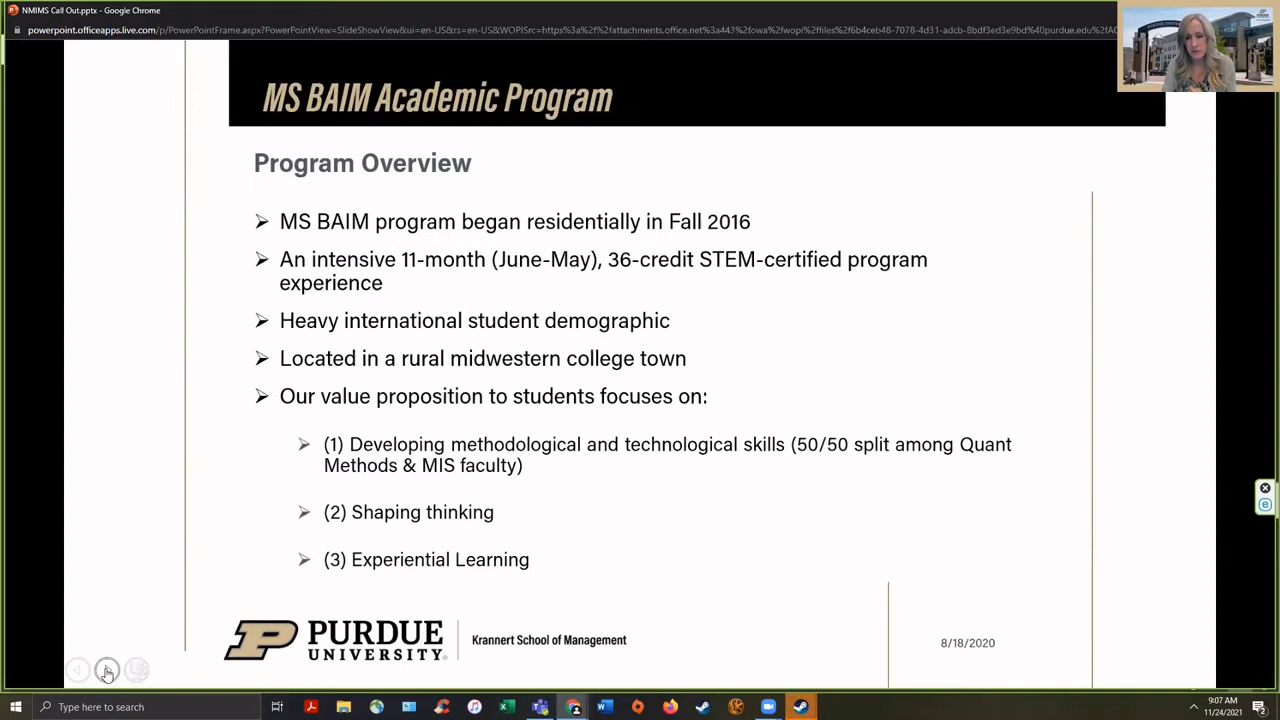 NMIMS Call Out.pptx - Google Chrome
MS BAIM Academic Program
Program Overview
MS BAIM program began residentially in Fall 2016
An intensive 11-month (June-May), 36-credit STEM-certified program
experience
Heavy international student demographic
Located in a rural midwestern college town
Our value proposition to students focuses on:
(1) Developing methodological and technological skills (50/50 split among Quant
Methods & MIS faculty)
(2) Shaping thinking
(3) Experiential Learning
PURDUE
UNIVERSITY
Krannert School of Management
8/18/2020
Type here to search
9:07 AM
11/24/2021